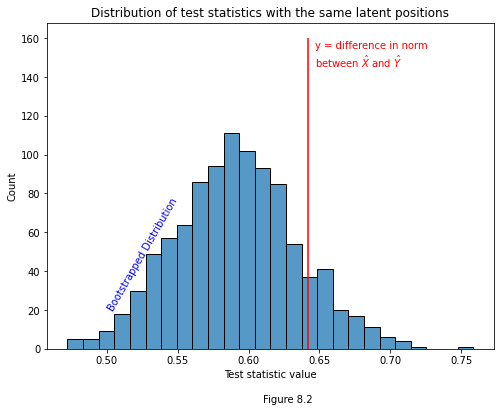 Distribution of test statistics with the same latent positions
160
140
120
100
80
60
40
20
0
Count
y = difference in norm
between X̂ and Ŷ
Bootstrapped Distribution
0.50 0.55 0.60 0.65 0.70 0.75
Test statistic value
Figure 8.2